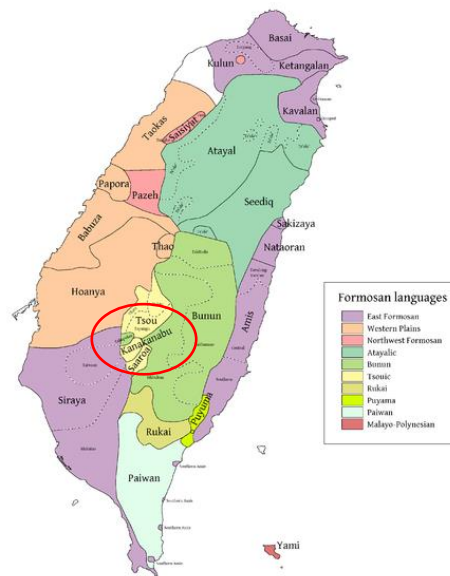 Basai
Kulun
Ketangalan
Kavalan
Taokas
Saisiyat
Atayal
Papora
Pazeh
Babuza
Seediq
Sakizaya
Nataoran
Thao
Hoanya
Bunun
Amis
Tsou
Kanakanabu
Saaroa
Siraya
Puyuma
Rukai
Paiwan
Yami
Formosan languages
East Formosan
Western Plains
Northwest Formosan
Atayalic
Bonun
Tsouic
Rukai
Puyama
Paiwan
Malayo-Polynesian